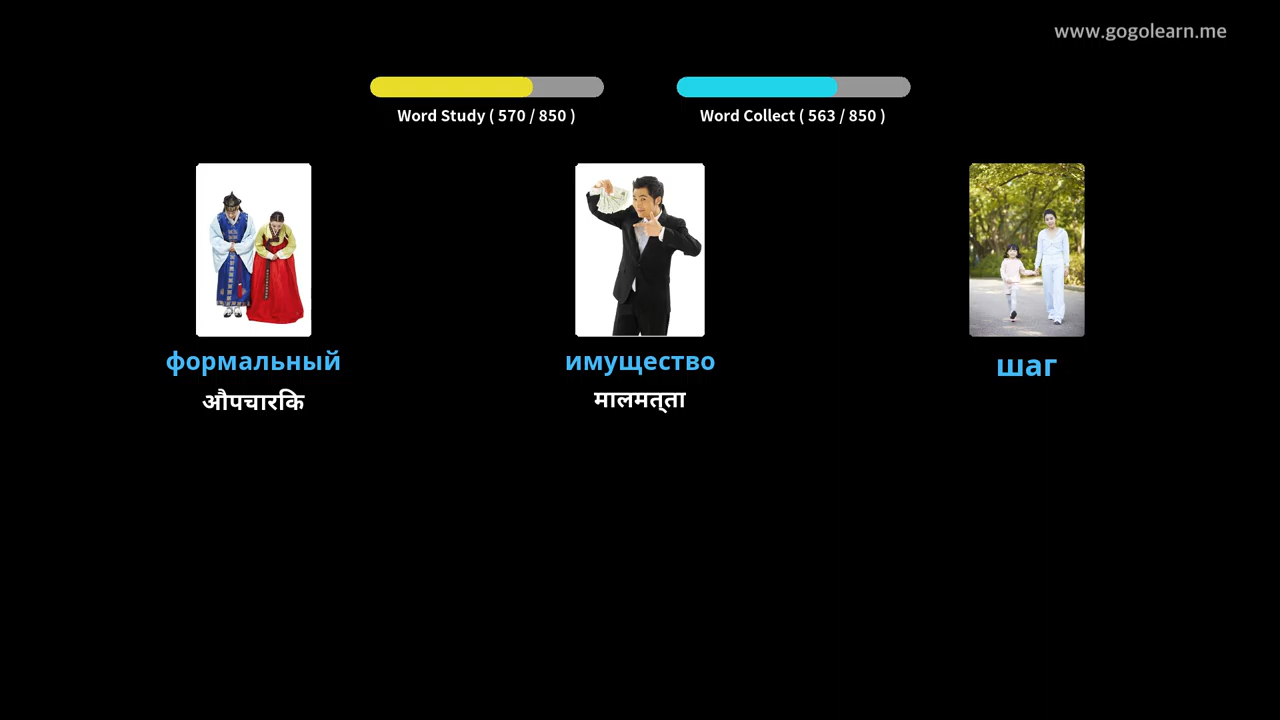 www.gogolearn.me
Word Study ( 570 / 850 )
Word Collect ( 563 / 850 )
формальный
औपचारिक
имущество
मालमत्ता
шаг